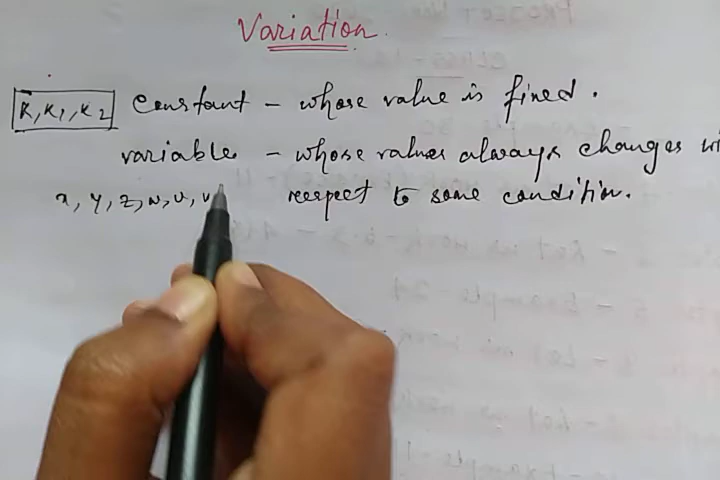 Variation.
K, K1, K2 Constant - whose value is fixed.
variable - whose values always changes
x, y, z, w, u, v respect to some condition.